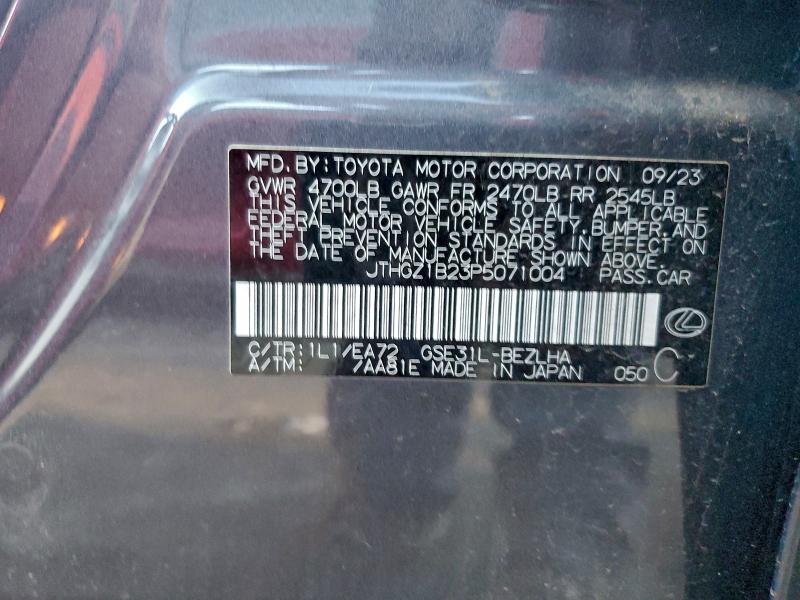 MFD. BY: TOYOTA MOTOR CORPORATION 09/23
GVWR 4700LB GAWR FR 2470LB RR 2545LB
THIS VEHICLE CONFORMS TO ALL APPLICABLE
FEDERAL MOTOR VEHICLE SAFETY, BUMPER, AND
THEFT PREVENTION STANDARDS IN EFFECT ON
THE DATE OF MANUFACTURE SHOWN ABOVE.
JTHGZ1B23P5071004 PASS. CAR
C/TR: 1L1/EA72 GSE31L-BEZLHA
A/TM: /AA81E MADE IN JAPAN 050 C